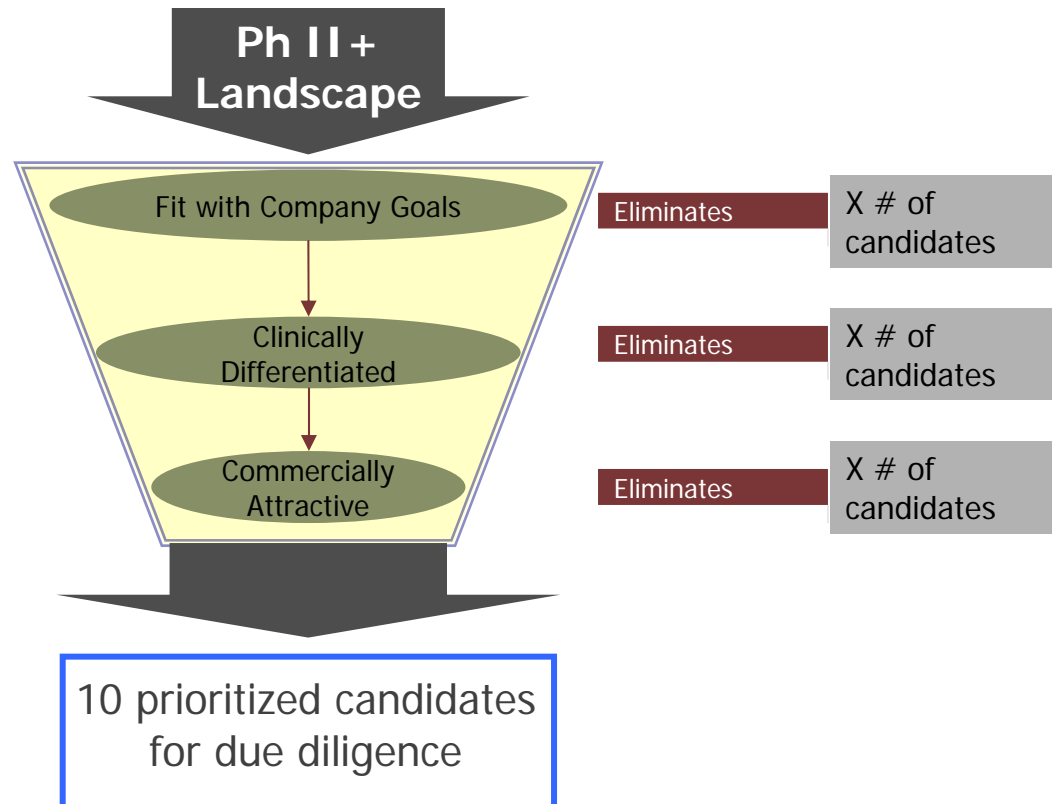 Ph II+
Landscape
Fit with Company Goals
Eliminates
X # of
candidates
Clinically
Differentiated
Eliminates
X # of
candidates
Commercially
Attractive
Eliminates
X # of
candidates
10 prioritized candidates
for due diligence